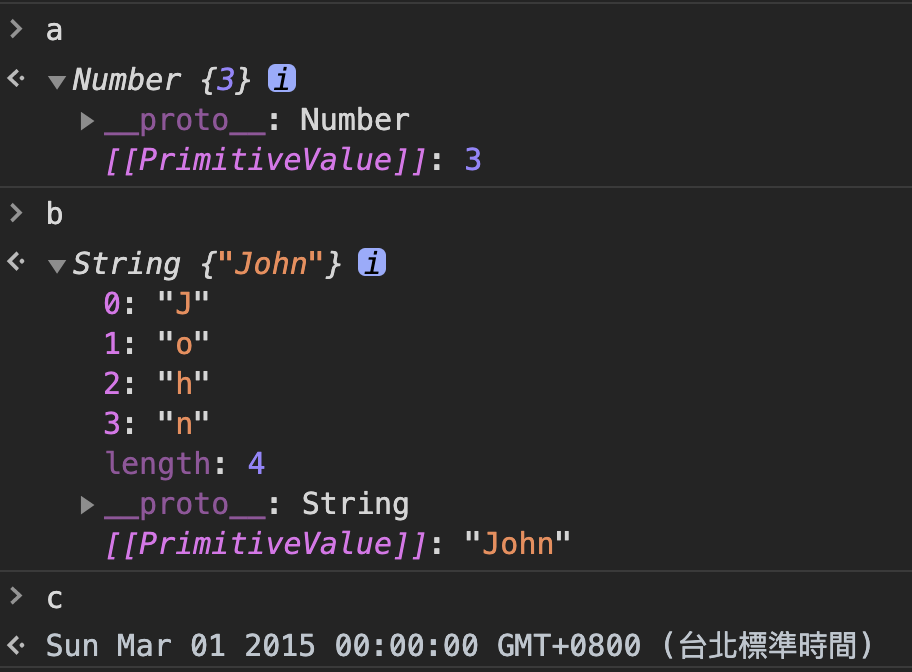 > a
<· ▼Number {3} i
▶__proto__: Number
[[PrimitiveValue]]: 3
> b
<· ▼String {"John"} i
0: "J"
1: "o"
2: "h"
3: "n"
length: 4
▶__proto__: String
[[PrimitiveValue]]: "John"
> c
<· Sun Mar 01 2015 00:00:00 GMT+0800 (台北標準時間)